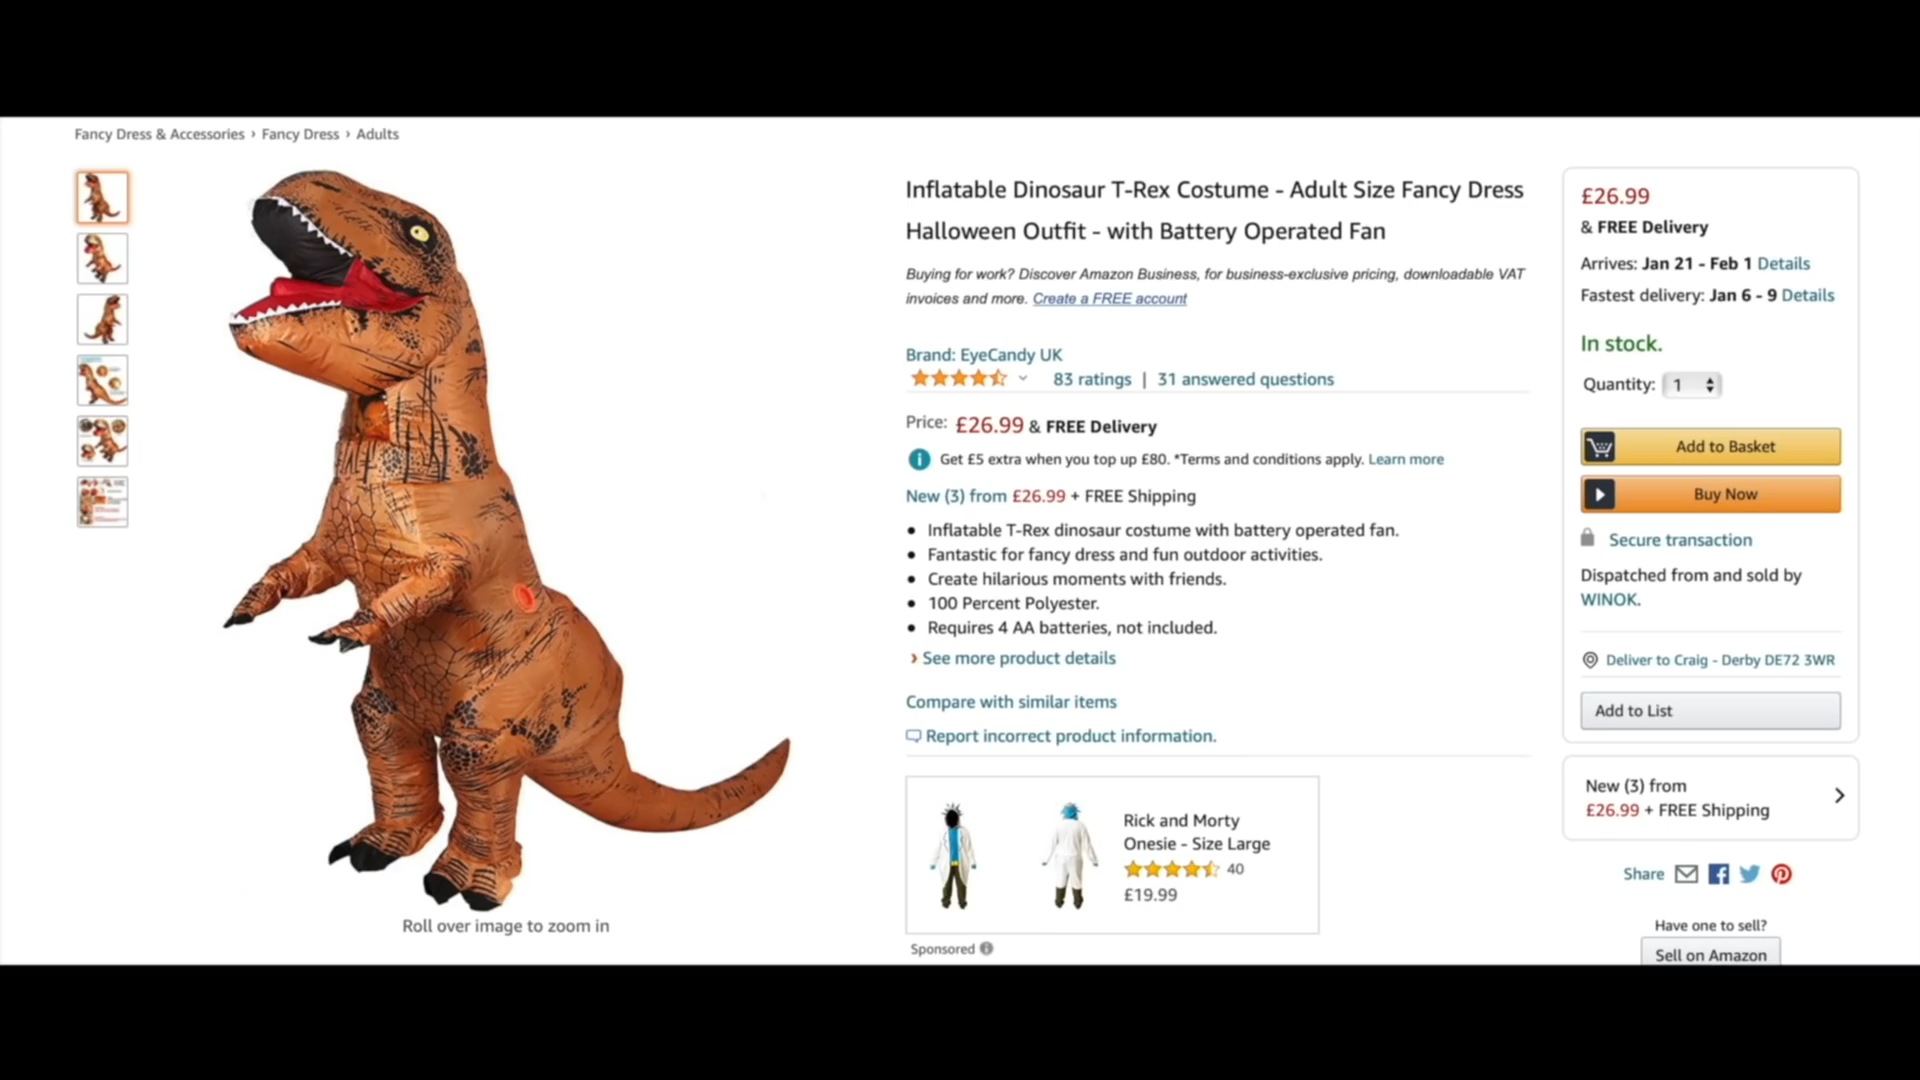 Fancy Dress & Accessories › Fancy Dress › Adults
Inflatable Dinosaur T-Rex Costume - Adult Size Fancy Dress
Halloween Outfit - with Battery Operated Fan
Buying for work? Discover Amazon Business, for business-exclusive pricing, downloadable VAT
invoices and more. Create a FREE account
Brand: EyeCandy UK
83 ratings | 31 answered questions
Price: £26.99 & FREE Delivery
Get £5 extra when you top up £80. *Terms and conditions apply. Learn more
New (3) from £26.99 + FREE Shipping
• Inflatable T-Rex dinosaur costume with battery operated fan.
• Fantastic for fancy dress and fun outdoor activities.
• Create hilarious moments with friends.
• 100 Percent Polyester.
• Requires 4 AA batteries, not included.
› See more product details
Compare with similar items
Report incorrect product information.
Rick and Morty
Onesie - Size Large
40
£19.99
Sponsored
Roll over image to zoom in
£26.99
& FREE Delivery
Arrives: Jan 21 - Feb 1 Details
Fastest delivery: Jan 6 - 9 Details
In stock.
Quantity: 1
Add to Basket
Buy Now
Secure transaction
Dispatched from and sold by
WINOK.
Deliver to Craig - Derby DE72 3WR
Add to List
New (3) from
£26.99 + FREE Shipping
Share
Have one to sell?
Sell on Amazon